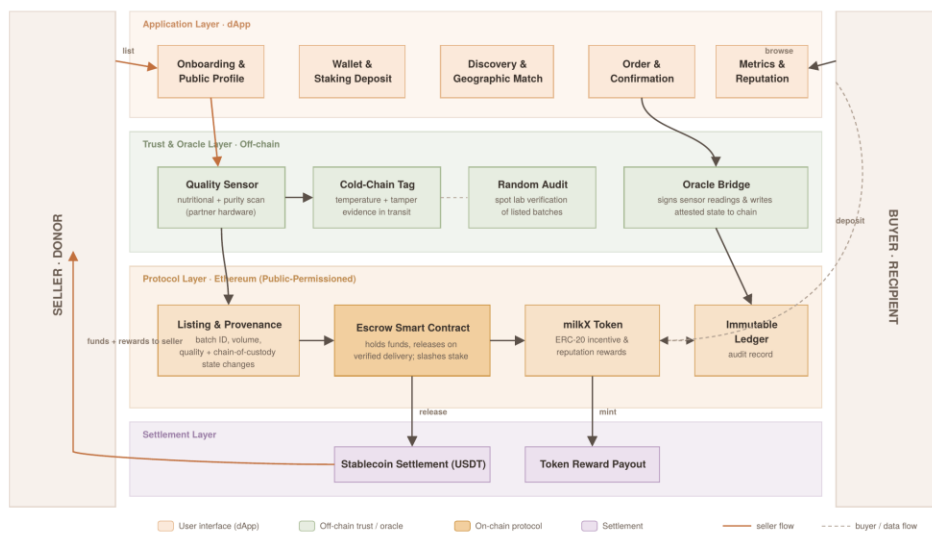 Application Layer · dApp
list
Onboarding &
Public Profile
Wallet &
Staking Deposit
Discovery &
Geographic Match
Order &
Confirmation
browse
Metrics &
Reputation
Trust & Oracle Layer · Off-chain
Quality Sensor
nutritional + purity scan
(partner hardware)
Cold-Chain Tag
temperature + tamper
evidence in transit
Random Audit
spot lab verification
of listed batches
Oracle Bridge
signs sensor readings & writes
attested state to chain
SELLER · DONOR
BUYER · RECIPIENT
deposit
Protocol Layer · Ethereum (Public-Permissioned)
Listing & Provenance
batch ID, volume,
quality + chain-of-custody
state changes
Escrow Smart Contract
holds funds, releases on
verified delivery; slashes stake
milkX Token
ERC-20 incentive &
reputation rewards
Immutable
Ledger
audit record
funds + rewards to seller
release
mint
Settlement Layer
Stablecoin Settlement (USDT)
Token Reward Payout
User interface (dApp)
Off-chain trust / oracle
On-chain protocol
Settlement
seller flow
buyer / data flow